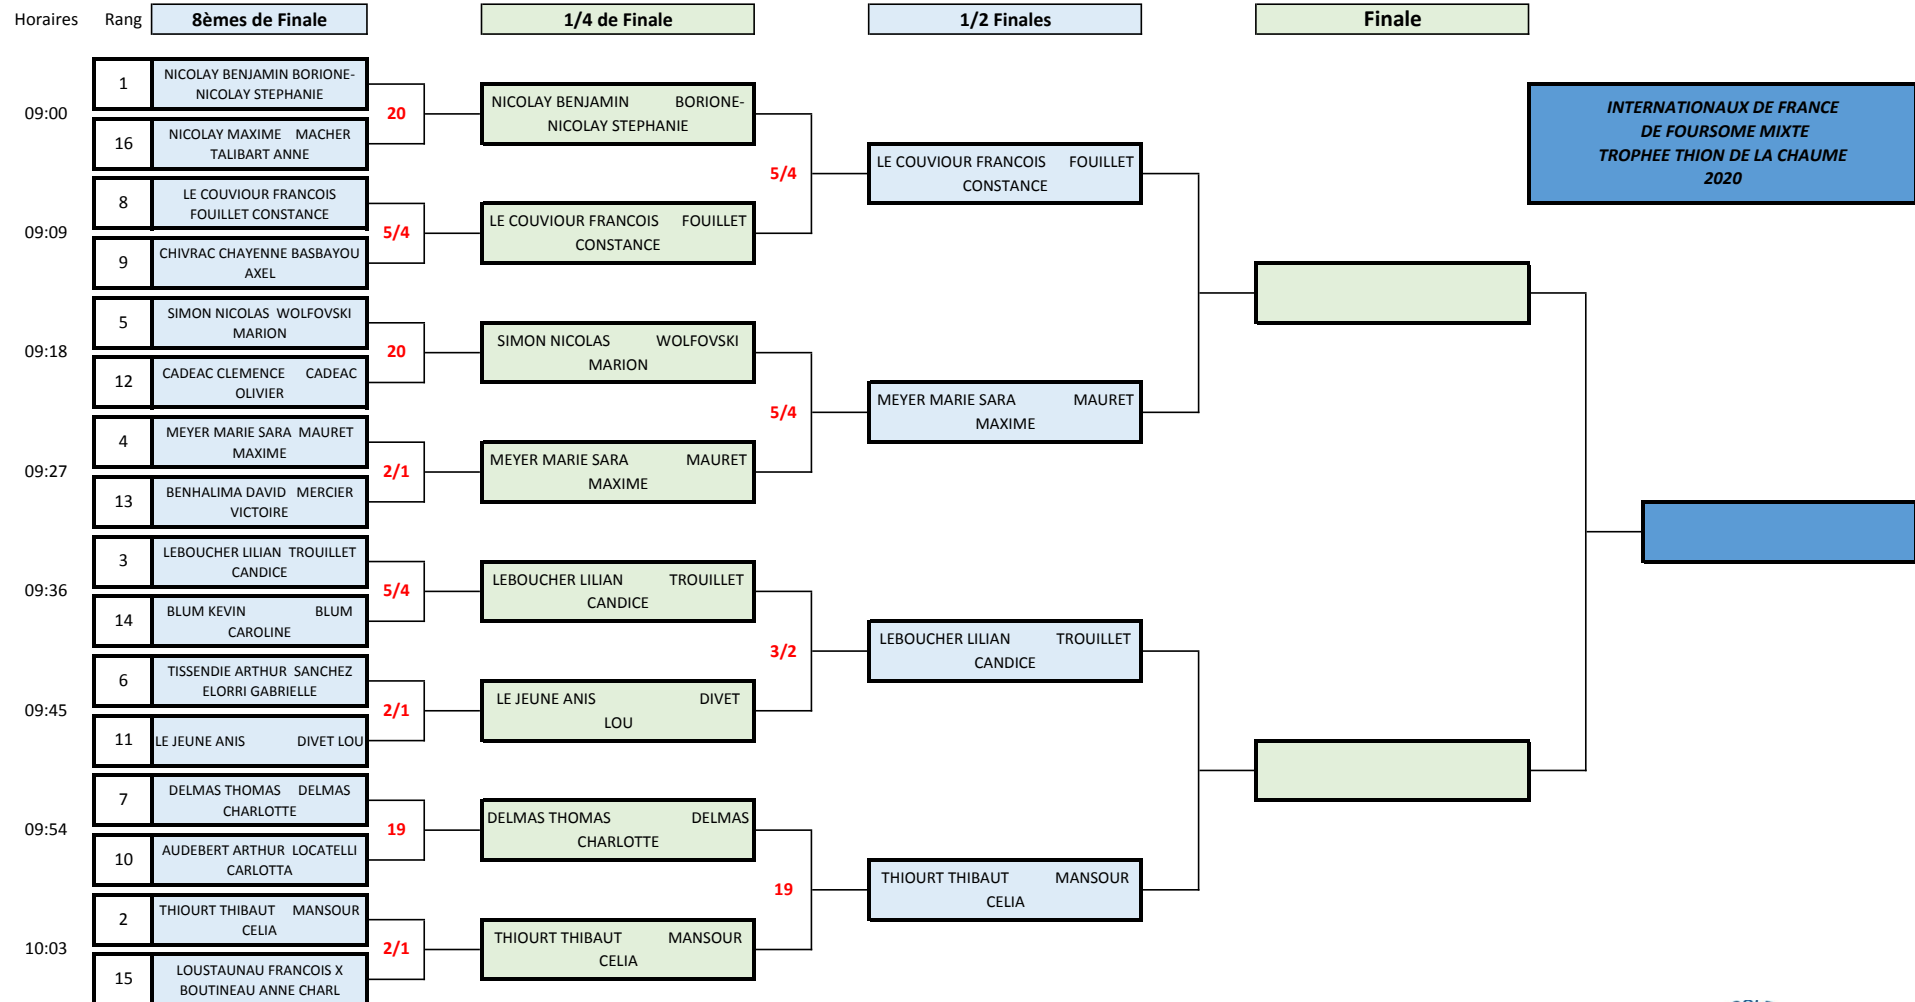 Horaires Rang 8èmes de Finale 1/4 de Finale 1/2 Finales Finale
INTERNATIONAUX DE FRANCE
DE FOURSOME MIXTE
TROPHEE THION DE LA CHAUME
2020
09:00
1
NICOLAY BENJAMIN BORIONE-
NICOLAY STEPHANIE
20
16
NICOLAY MAXIME MACHER
TALIBART ANNE
09:09
8
LE COUVIOUR FRANCOIS
FOUILLET CONSTANCE
5/4
9
CHIVRAC CHAYENNE BASBAYOU
AXEL
09:18
5
SIMON NICOLAS WOLFOVSKI
MARION
20
12
CADEAC CLEMENCE CADEAC
OLIVIER
09:27
4
MEYER MARIE SARA MAURET
MAXIME
2/1
13
BENHALIMA DAVID MERCIER
VICTOIRE
09:36
3
LEBOUCHER LILIAN TROUILLET
CANDICE
5/4
14
BLUM KEVIN BLUM
CAROLINE
09:45
6
TISSENDIE ARTHUR SANCHEZ
ELORRI GABRIELLE
2/1
11
LE JEUNE ANIS DIVET LOU
09:54
7
DELMAS THOMAS DELMAS
CHARLOTTE
19
10
AUDEBERT ARTHUR LOCATELLI
CARLOTTA
10:03
2
THIOURT THIBAUT MANSOUR
CELIA
2/1
15
LOUSTAUNAU FRANCOIS X
BOUTINEAU ANNE CHARL
NICOLAY BENJAMIN BORIONE-
NICOLAY STEPHANIE
5/4
LE COUVIOUR FRANCOIS FOUILLET
CONSTANCE
SIMON NICOLAS WOLFOVSKI
MARION
5/4
MEYER MARIE SARA MAURET
MAXIME
LEBOUCHER LILIAN TROUILLET
CANDICE
3/2
LE JEUNE ANIS DIVET
LOU
DELMAS THOMAS DELMAS
CHARLOTTE
19
THIOURT THIBAUT MANSOUR
CELIA
LE COUVIOUR FRANCOIS FOUILLET
CONSTANCE
MEYER MARIE SARA MAURET
MAXIME
LEBOUCHER LILIAN TROUILLET
CANDICE
THIOURT THIBAUT MANSOUR
CELIA